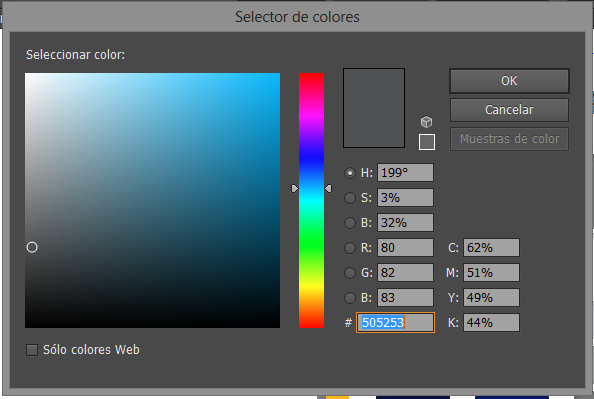 Selector de colores
Seleccionar color:
OK
Cancelar
Muestras de color
H: 199°
S: 3%
B: 32%
R: 80 C: 62%
G: 82 M: 51%
B: 83 Y: 49%
# 505253 K: 44%
Sólo colores Web